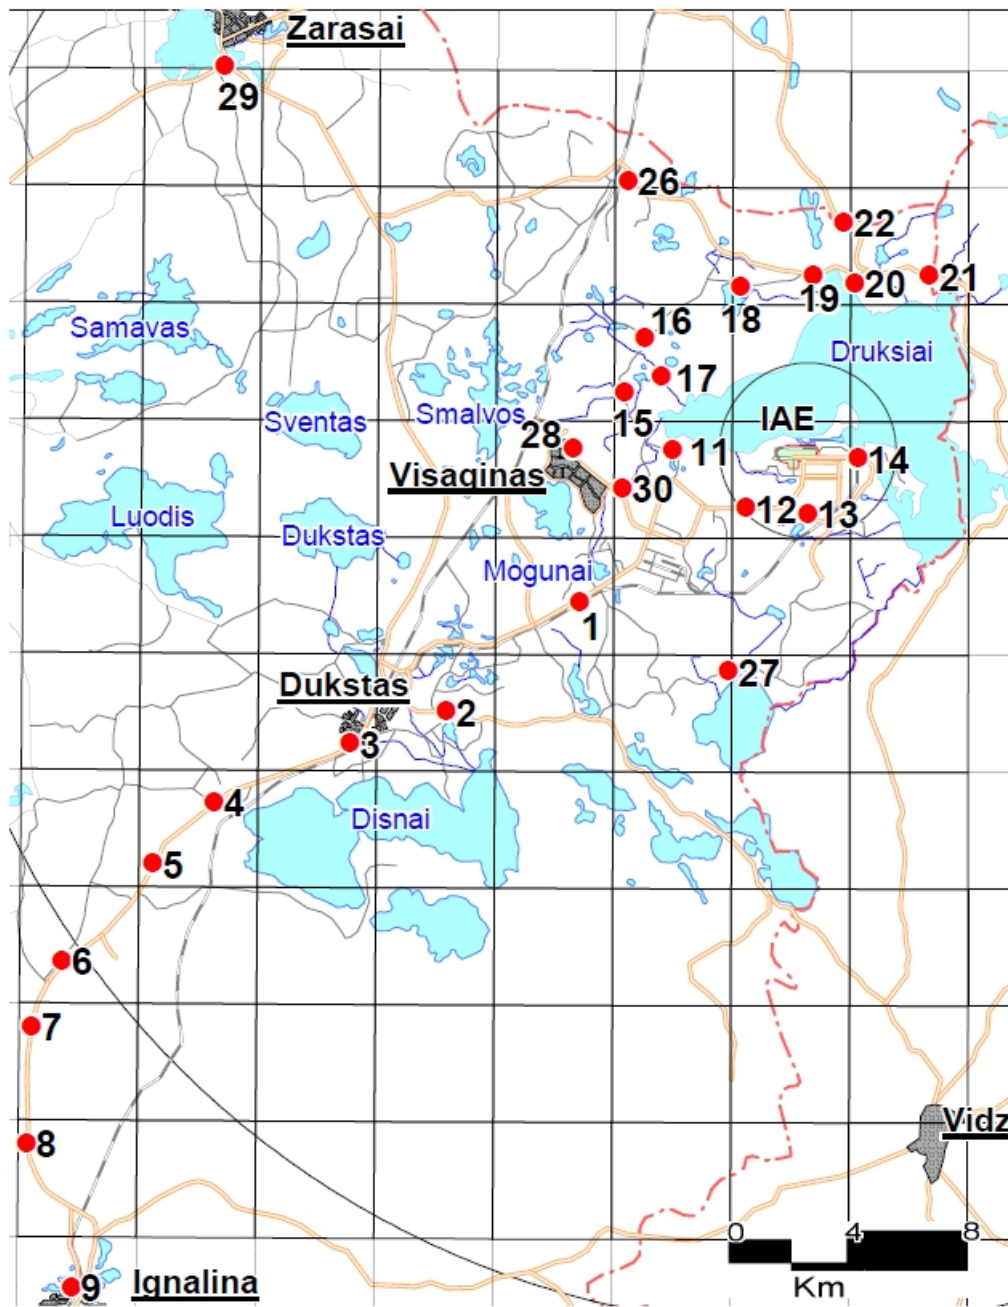 Zarasai
29
26
22
21
20
19
18
16
Samavas
Druksiai
17
15
Sventas
Smalvos
IAE
28
11
14
Visaginas
30
12
13
Luodis
Dukstas
Mogunai
1
27
Dukstas
2
3
4
Disnai
5
6
7
8
Vidz
0 4 8
Km
9
Ignalina